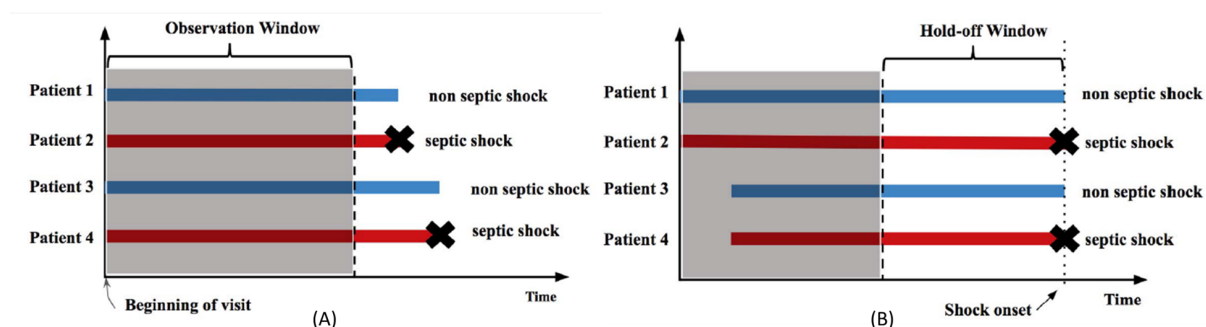 Observation Window
Patient 1
non septic shock
Patient 2
septic shock
Patient 3
non septic shock
Patient 4
septic shock
Time
Beginning of visit
(A)
Hold-off Window
Patient 1
non septic shock
Patient 2
septic shock
Patient 3
non septic shock
Patient 4
septic shock
Time
Shock onset
(B)